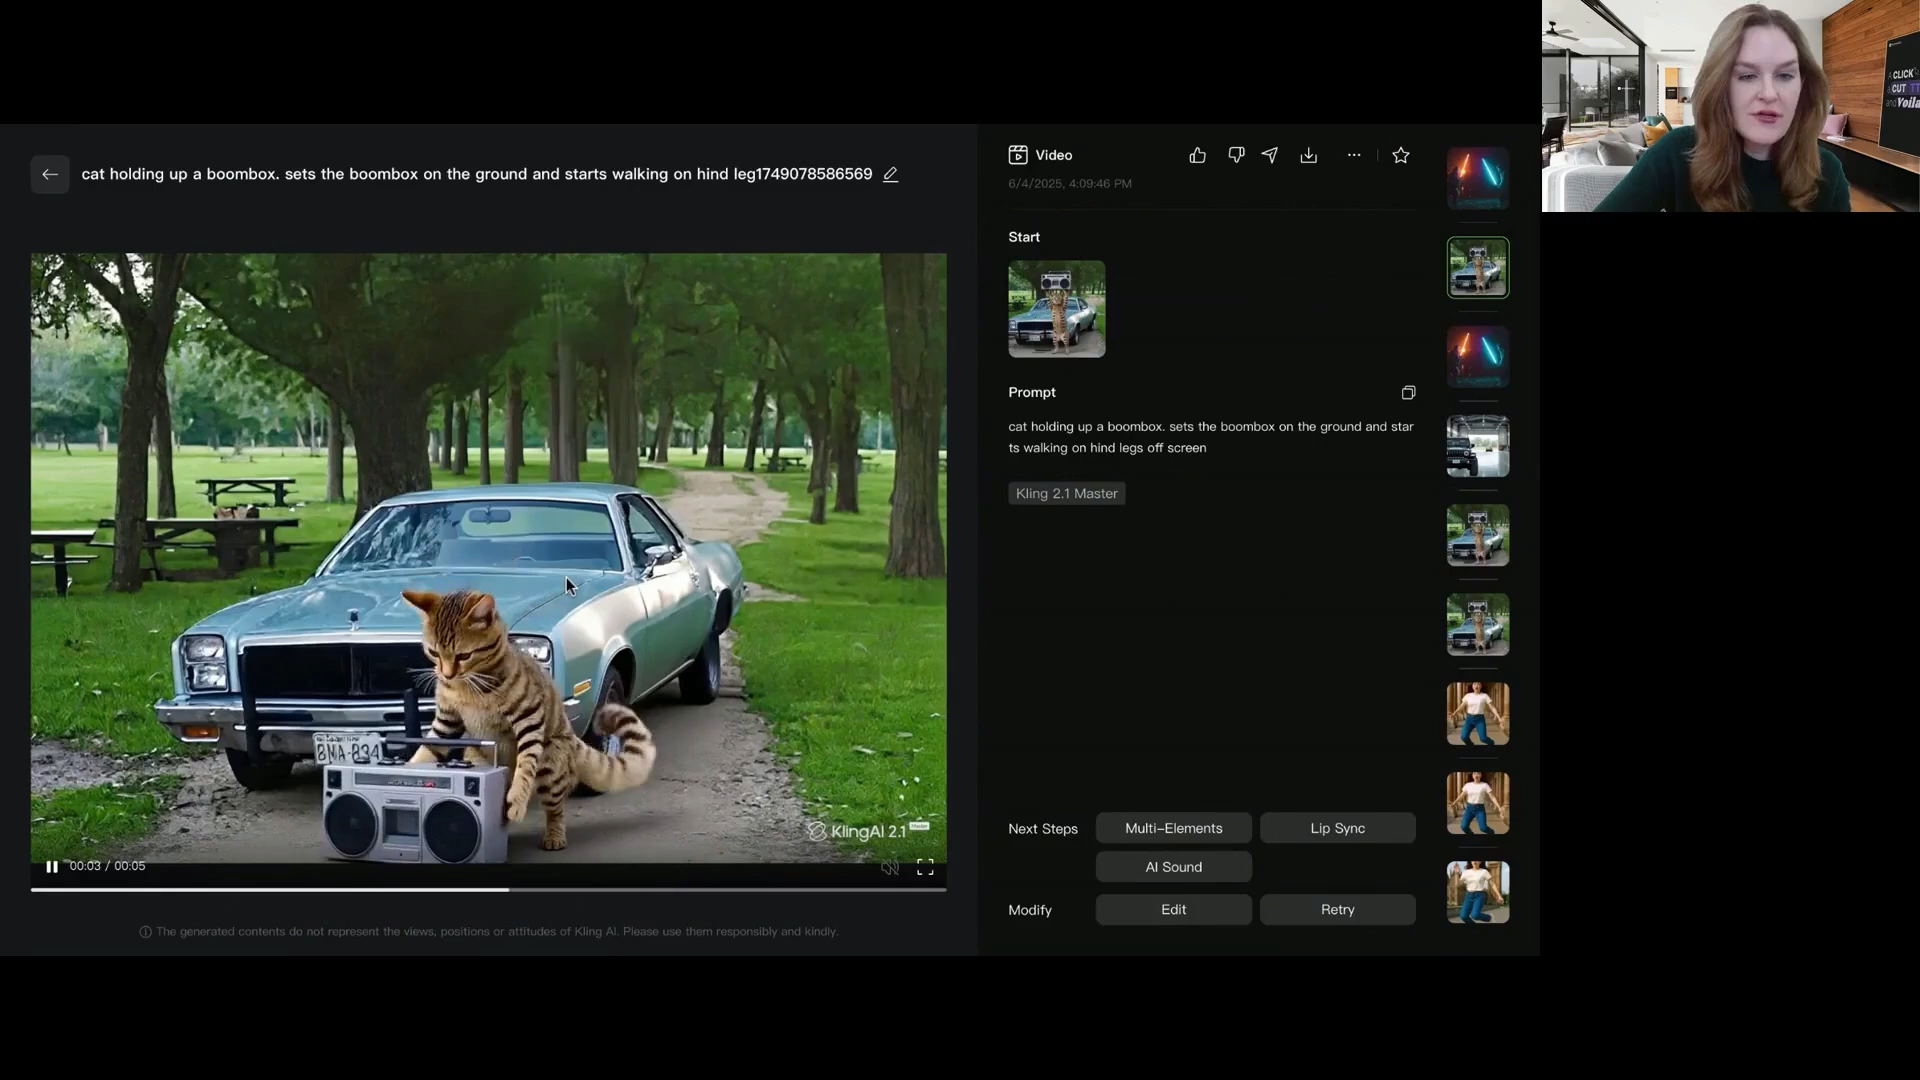 cat holding up a boombox. sets the boombox on the ground and starts walking on hind leg1749078586569
Video
6/4/2025, 4:09:46 PM
Start
Prompt
cat holding up a boombox. sets the boombox on the ground and star
ts walking on hind legs off screen
Kling 2.1 Master
BMA-834
KlingAI 2.1
00:03 / 00:05
The generated contents do not represent the views, positions or attitudes of Kling AI. Please use them responsibly and kindly.
Next Steps
Multi-Elements
Lip Sync
AI Sound
Modify
Edit
Retry
A CLICK
a CUT
and Voila